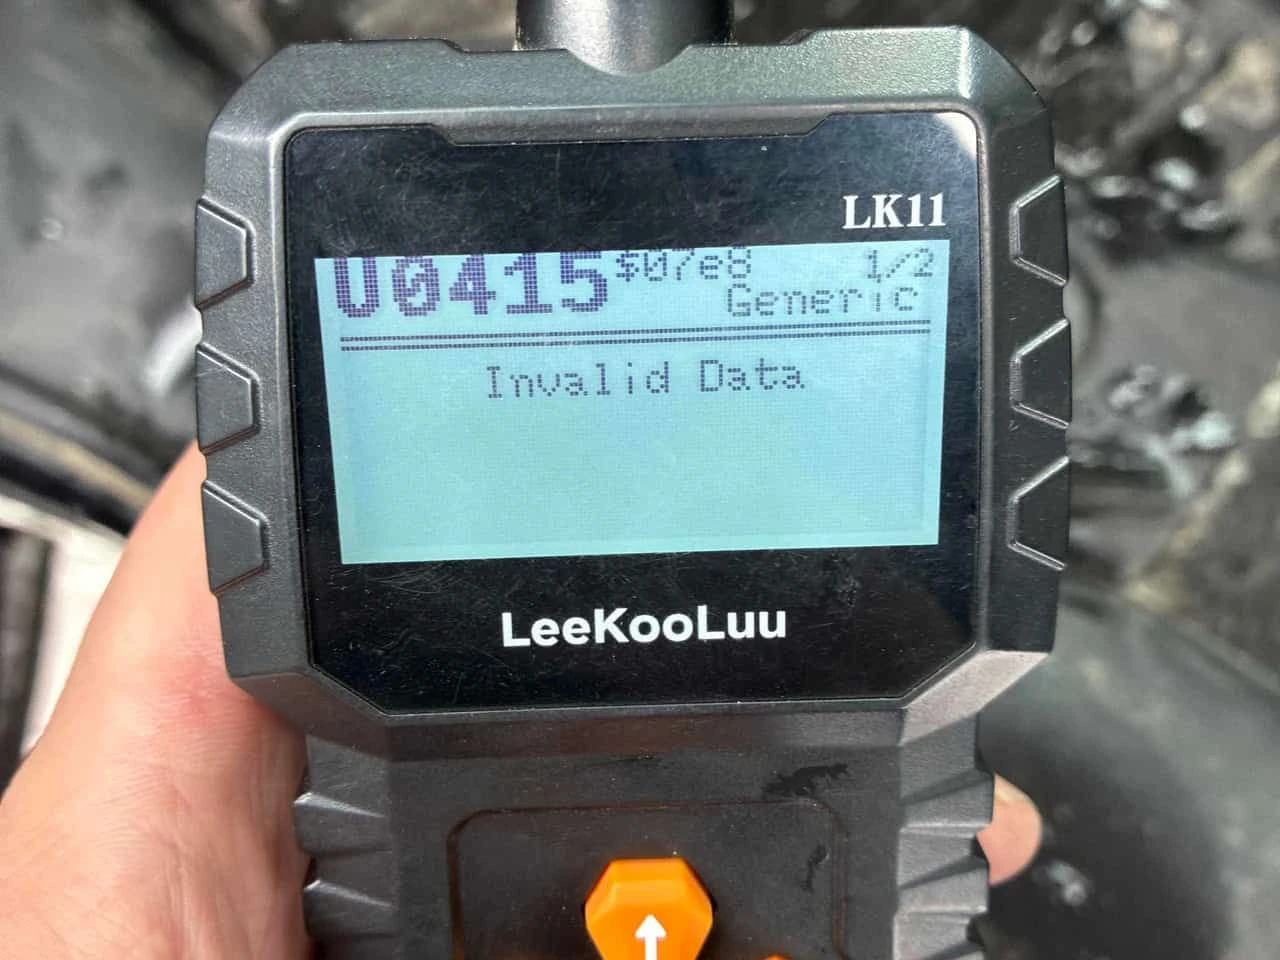 LK11
U0415 $07e8 1/2
Generic
Invalid Data
LeeKooLuu